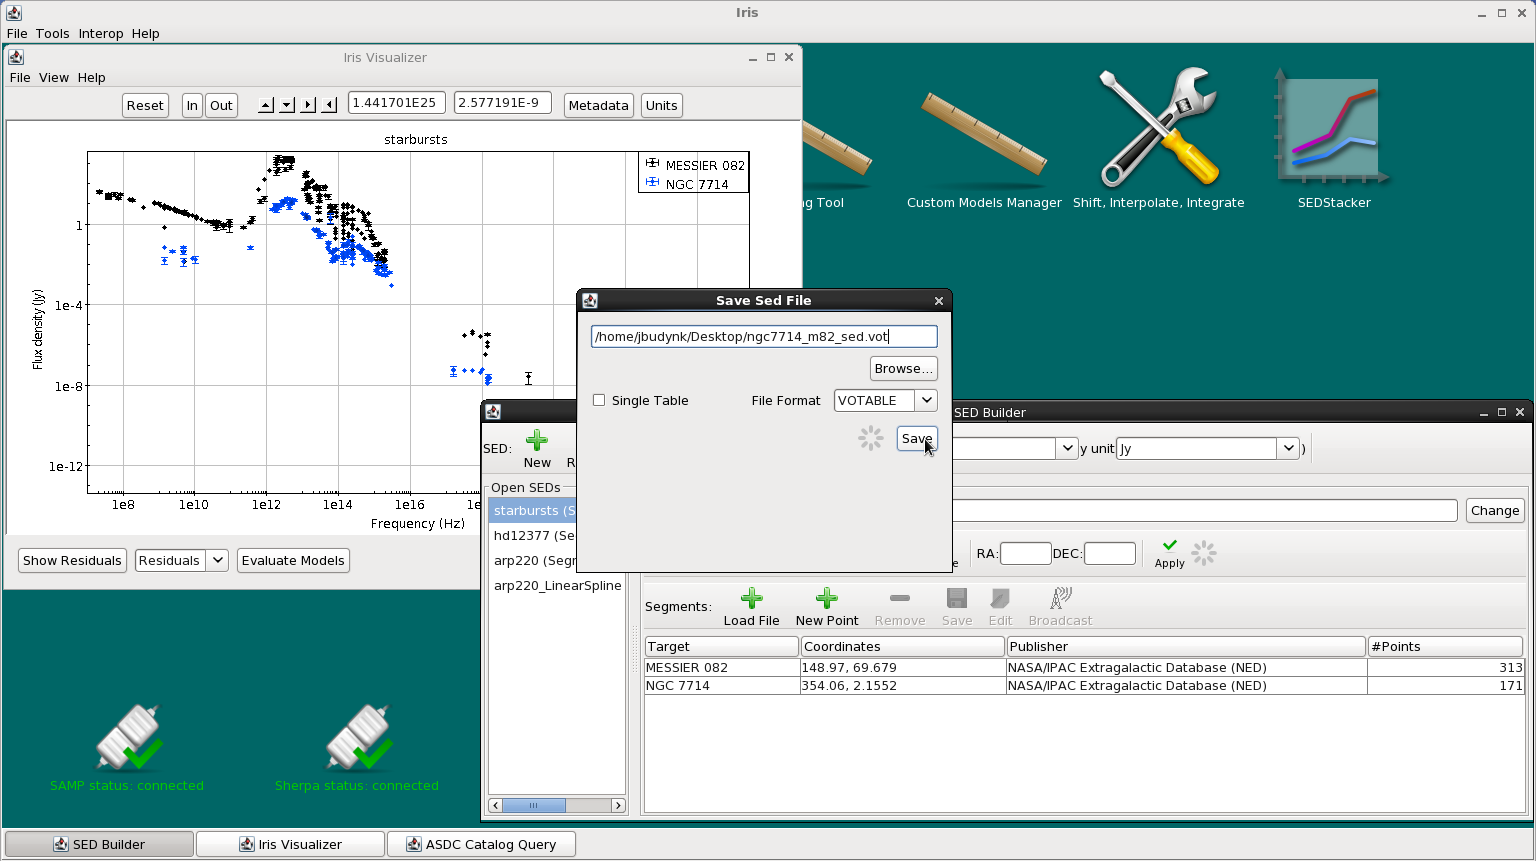 Iris
File Tools Interop Help
Iris Visualizer
File View Help
Reset In Out 1.441701E25 2.577191E-9 Metadata Units
starbursts
MESSIER 082
NGC 7714
1
1e-4
1e-8
1e-12
Flux density (Jy)
1e8 1e10 1e12 1e14 1e16
Frequency (Hz)
Show Residuals Residuals Evaluate Models
ng Tool Custom Models Manager Shift, Interpolate, Integrate SEDStacker
Save Sed File
/home/jbudynk/Desktop/ngc7714_m82_sed.vot
Browse...
Single Table File Format VOTABLE
Save
SED Builder
SED: New R
y unit Jy )
Open SEDs
starbursts (S
hd12377 (Se
arp220 (Segr
arp220_LinearSpline
Change
RA: DEC: Apply
Segments: Load File New Point Remove Save Edit Broadcast
Target Coordinates Publisher #Points
MESSIER 082 148.97, 69.679 NASA/IPAC Extragalactic Database (NED) 313
NGC 7714 354.06, 2.1552 NASA/IPAC Extragalactic Database (NED) 171
SAMP status: connected Sherpa status: connected
SED Builder Iris Visualizer ASDC Catalog Query